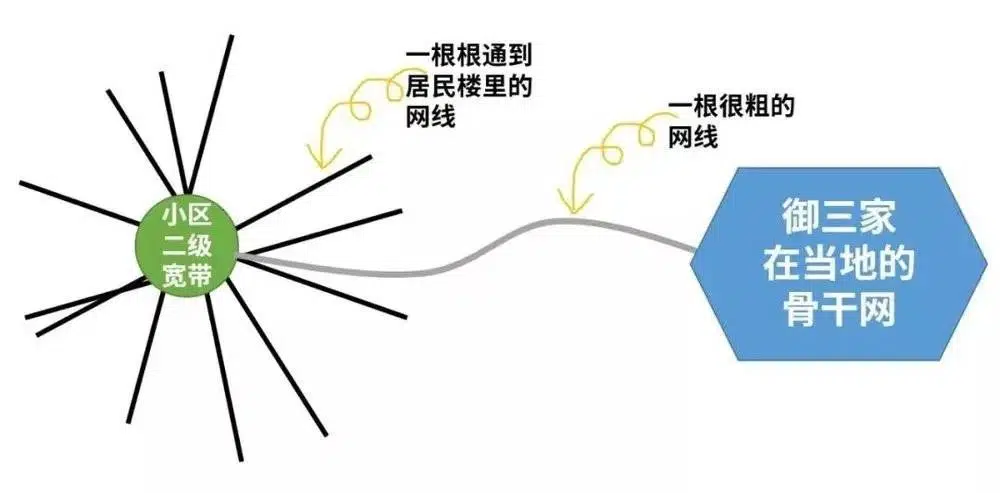 一根根通到
居民楼里的
网线
一根很粗的
网线
小区
二级
宽带
御三家
在当地的
骨干网